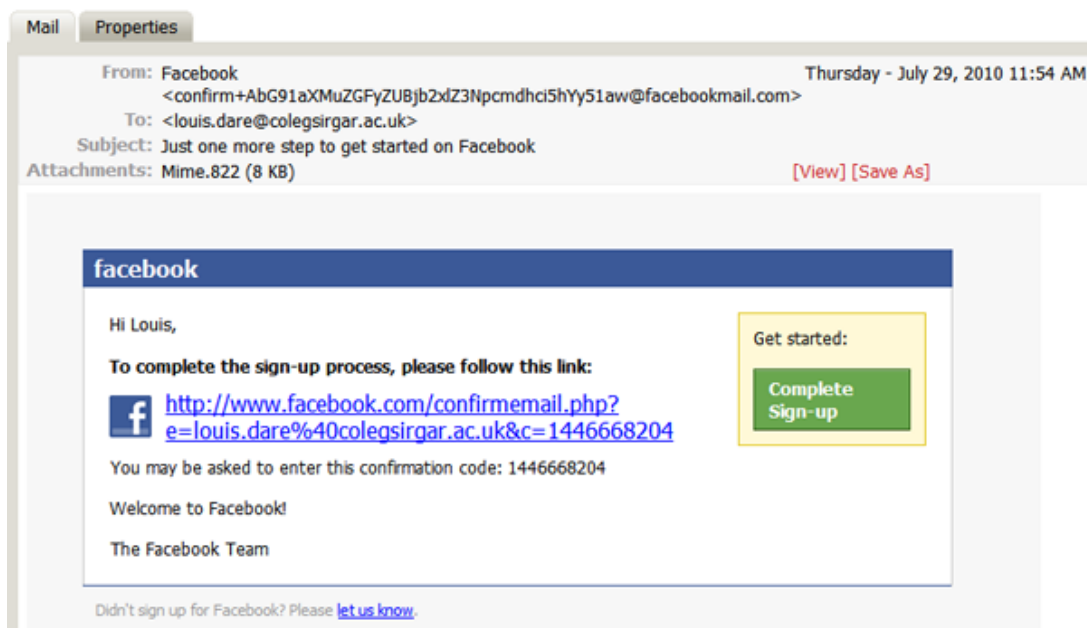 Mail Properties
From: Facebook Thursday - July 29, 2010 11:54 AM
<confirm+AbG91aXMuZGFyZUBjb2xlZ3Npcmdhci5hYy51aw@facebookmail.com>
To: <louis.dare@colegsirgar.ac.uk>
Subject: Just one more step to get started on Facebook
Attachments: Mime.822 (8 KB) [View] [Save As]
facebook
Hi Louis,
To complete the sign-up process, please follow this link:
f http://www.facebook.com/confirmemail.php?
e=louis.dare%40colegsirgar.ac.uk&c=1446668204
You may be asked to enter this confirmation code: 1446668204
Welcome to Facebook!
The Facebook Team
Get started:
Complete
Sign-up
Didn't sign up for Facebook? Please let us know.